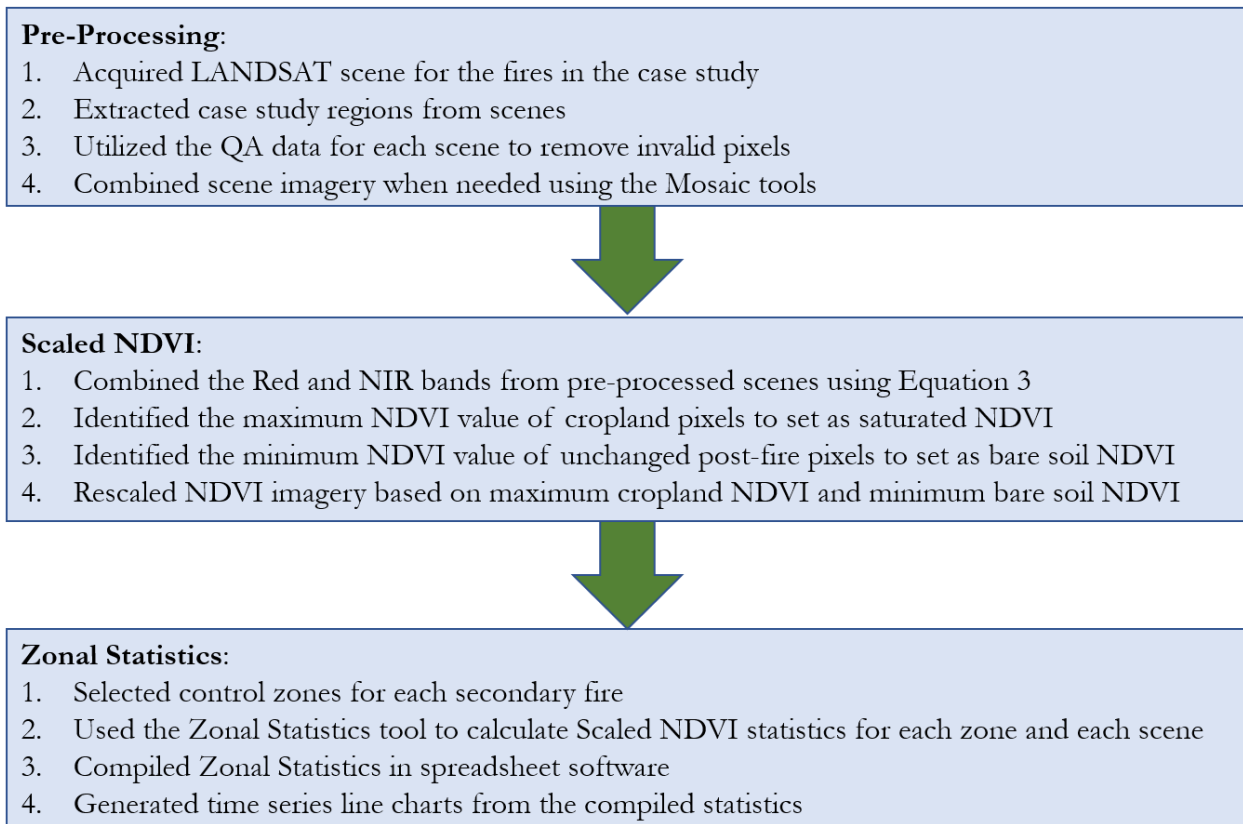 Pre-Processing:
1. Acquired LANDSAT scene for the fires in the case study
2. Extracted case study regions from scenes
3. Utilized the QA data for each scene to remove invalid pixels
4. Combined scene imagery when needed using the Mosaic tools
Scaled NDVI:
1. Combined the Red and NIR bands from pre-processed scenes using Equation 3
2. Identified the maximum NDVI value of cropland pixels to set as saturated NDVI
3. Identified the minimum NDVI value of unchanged post-fire pixels to set as bare soil NDVI
4. Rescaled NDVI imagery based on maximum cropland NDVI and minimum bare soil NDVI
Zonal Statistics:
1. Selected control zones for each secondary fire
2. Used the Zonal Statistics tool to calculate Scaled NDVI statistics for each zone and each scene
3. Compiled Zonal Statistics in spreadsheet software
4. Generated time series line charts from the compiled statistics